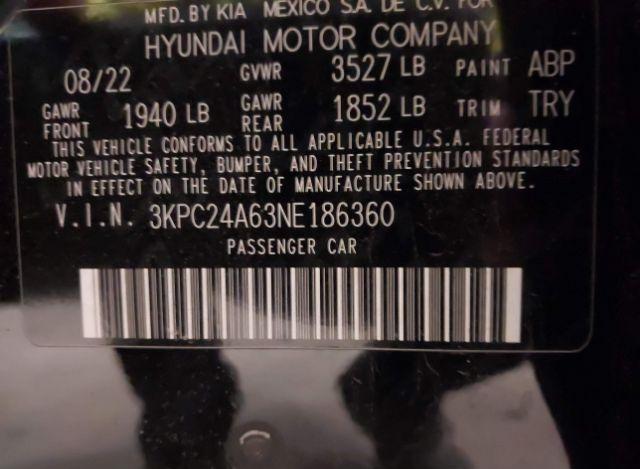 MFD. BY KIA MEXICO S.A. DE C.V. FOR
HYUNDAI MOTOR COMPANY
08/22 GVWR 3527 LB PAINT ABP
GAWR FRONT 1940 LB GAWR REAR 1852 LB TRIM TRY
THIS VEHICLE CONFORMS TO ALL APPLICABLE U.S.A. FEDERAL
MOTOR VEHICLE SAFETY, BUMPER, AND THEFT PREVENTION STANDARDS
IN EFFECT ON THE DATE OF MANUFACTURE SHOWN ABOVE.
V.I.N. 3KPC24A63NE186360
PASSENGER CAR